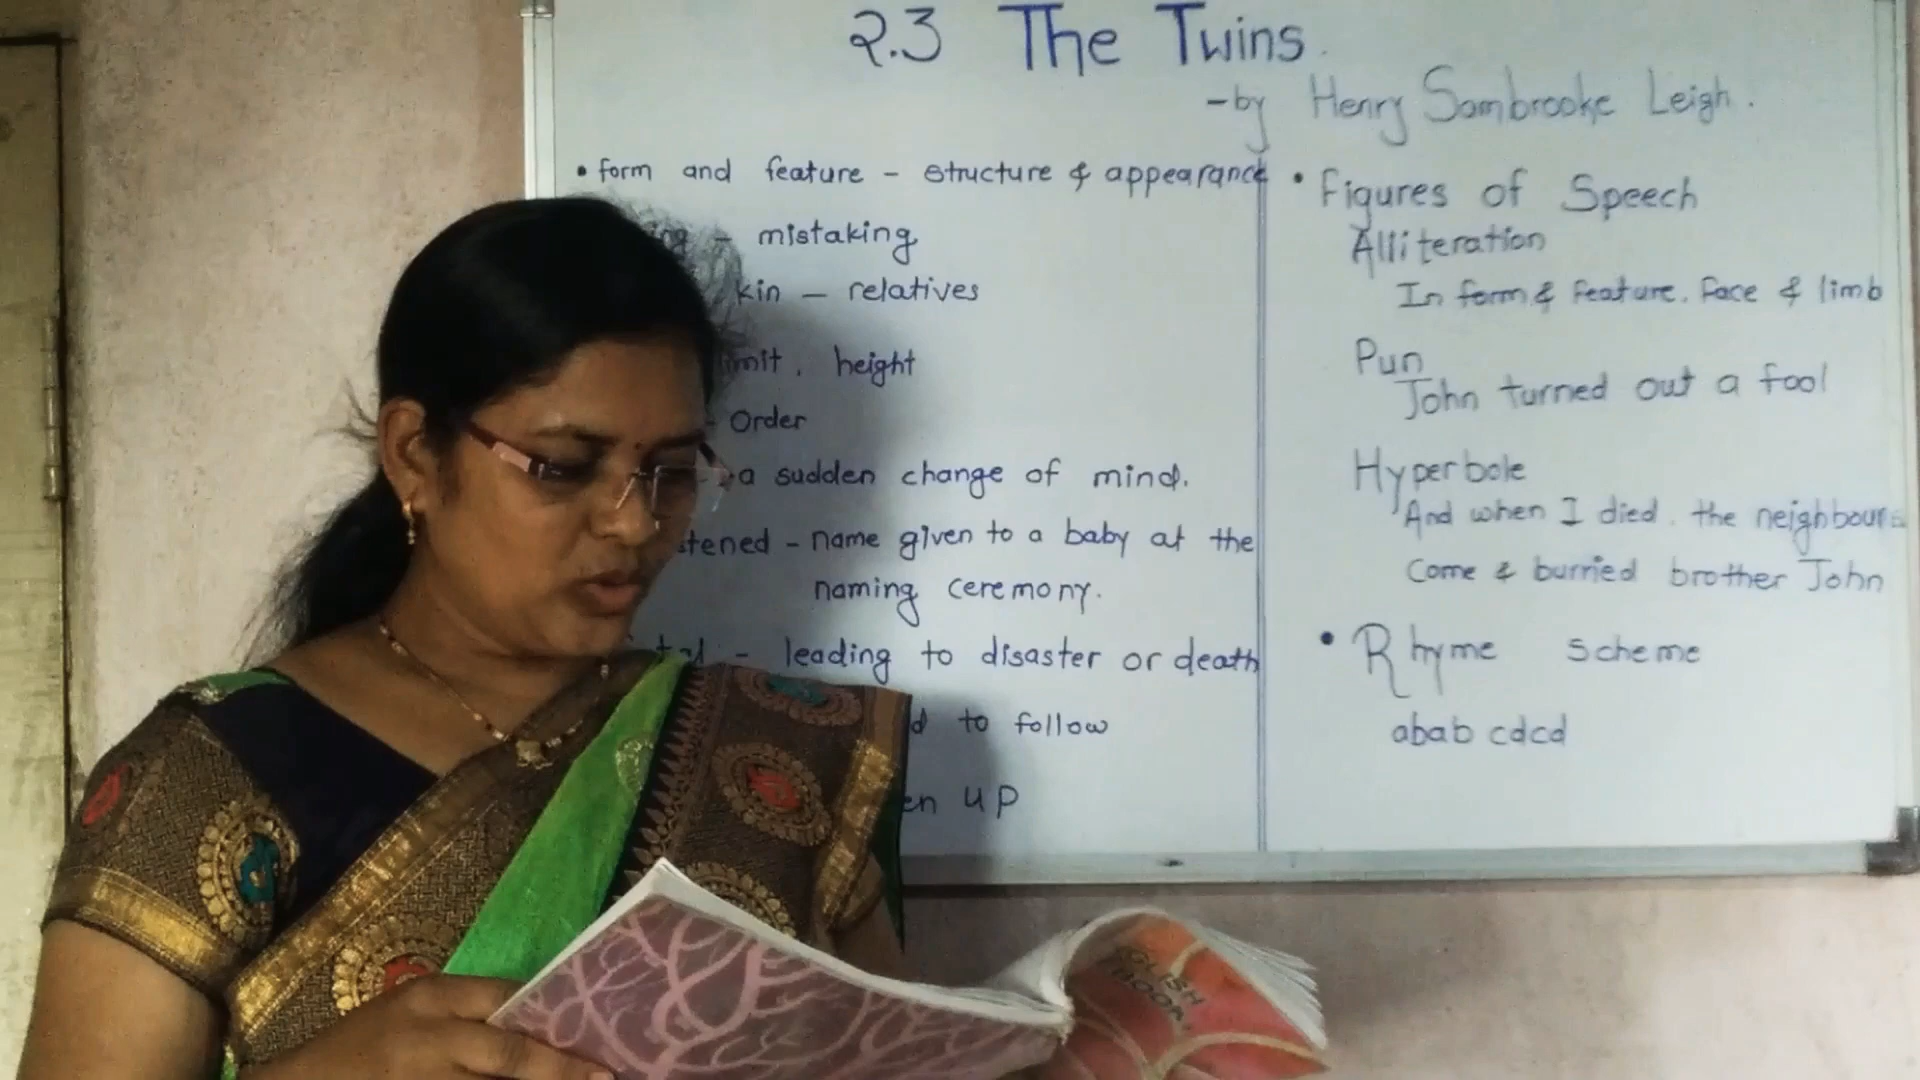 2.3 The Twins.
-by Henry Sambrooke Leigh.
• form and feature - structure & appearance
- mistaking
kin - relatives
height
- Order
a sudden change of mind.
- name given to a baby at the
naming ceremony.
- leading to disaster or death
to follow
up
• Figures of Speech
Alliteration
In form & feature. Face & limb
Pun
John turned out a fool
Hyperbole
And when I died, the neighbours
Come & burried brother John
• Rhyme scheme
abab cdcd